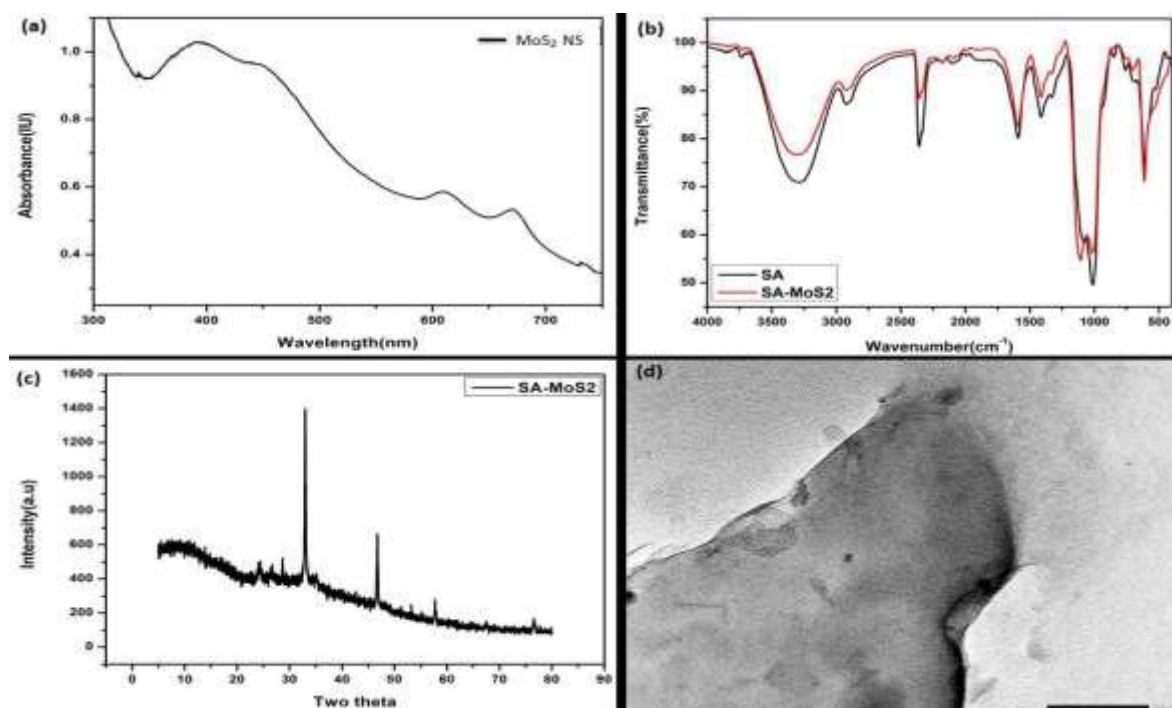 (a)
MoS2 NS
1.0
0.8
0.6
0.4
Absorbance(IU)
300 400 500 600 700
Wavelength(nm)
(b)
100
90
80
70
60
50
Transmittance(%)
SA
SA-MoS2
4000 3500 3000 2500 2000 1500 1000 500
Wavenumber(cm-1)
(c)
SA-MoS2
1600
1400
1200
1000
800
600
400
200
0
Intensity(a.u)
0 10 20 30 40 50 60 70 80 90
Two theta
(d)